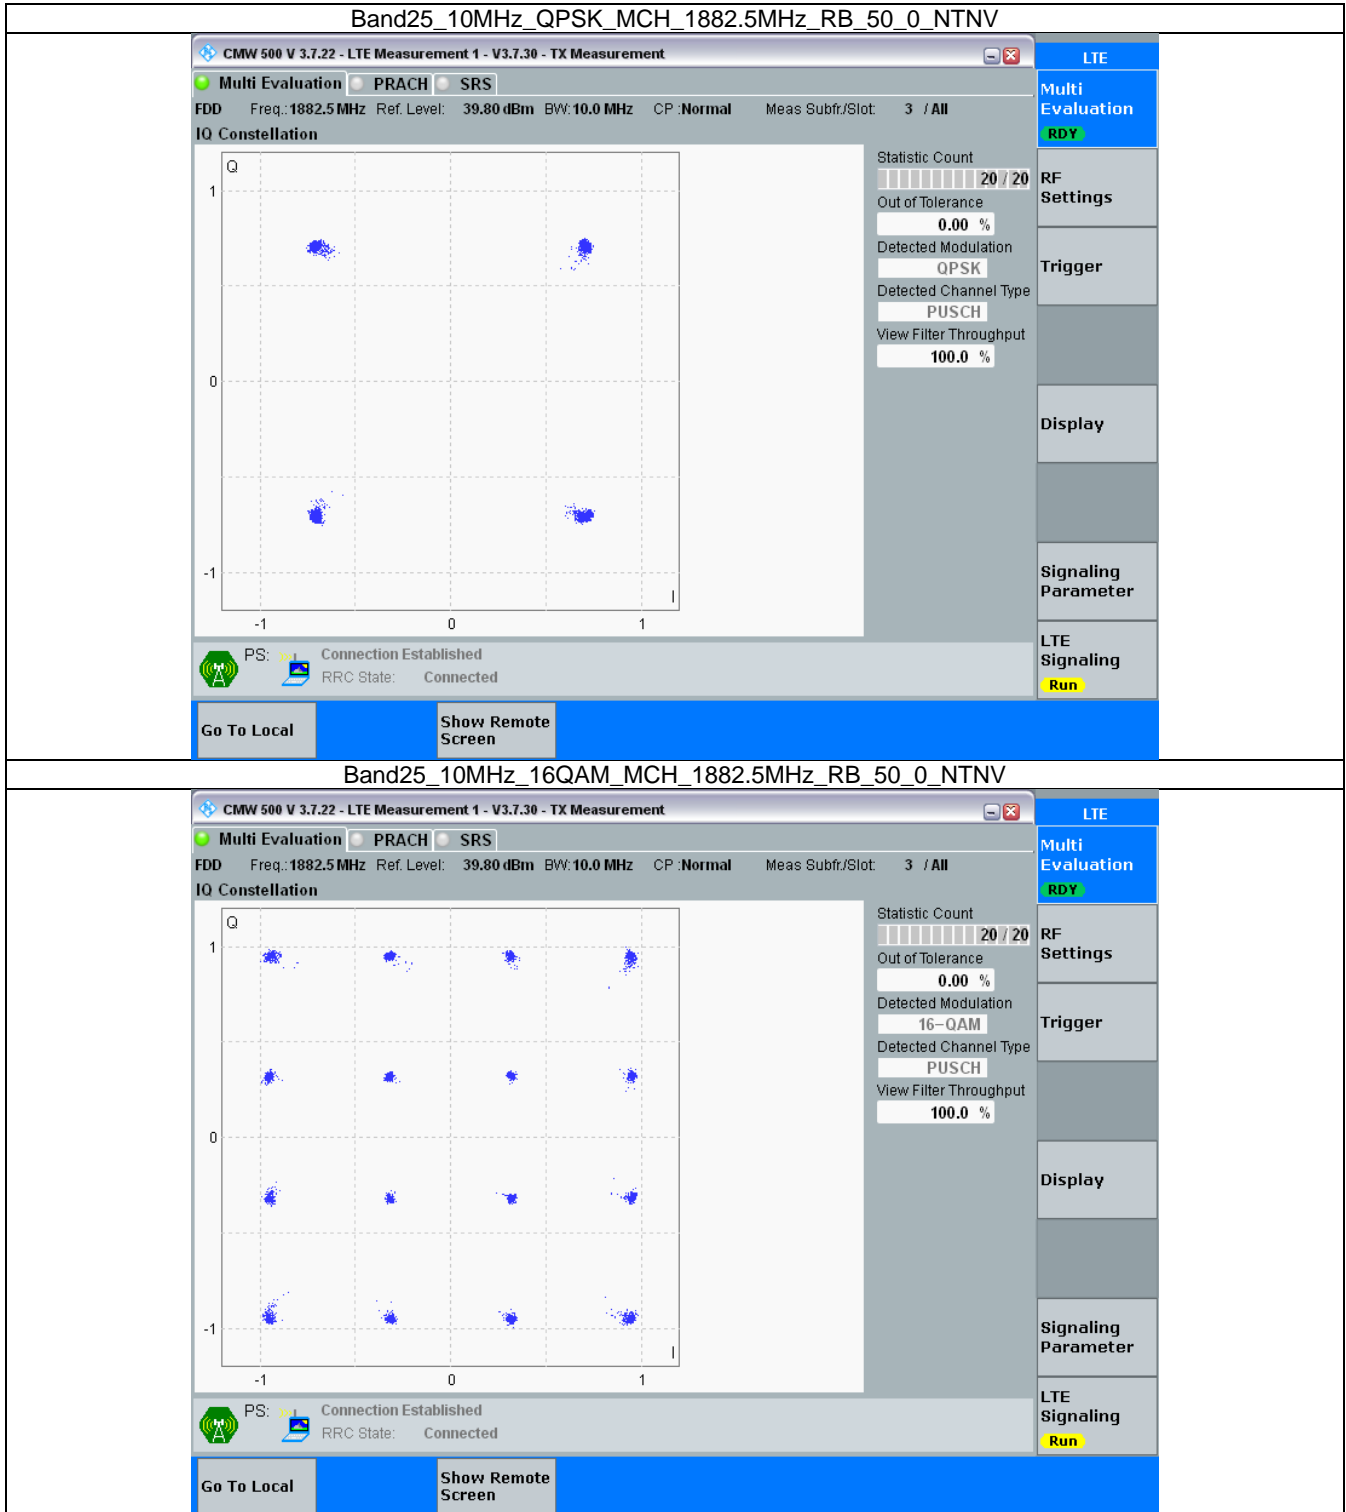 Band25_10MHz_QPSK_MCH_1882.5MHz_RB_50_0_NTNV
CMW 500 V 3.7.22 - LTE Measurement 1 - V3.7.30 - TX Measurement
LTE
Multi Evaluation PRACH SRS
Multi
Evaluation
RDY
FDD Freq.:1882.5 MHz Ref. Level: 39.80 dBm BW:10.0 MHz CP :Normal Meas Subfr./Slot: 3 / All
IQ Constellation
Q
1
0
-1
I
-1 0 1
Statistic Count
20 / 20
Out of Tolerance
0.00 %
Detected Modulation
QPSK
Detected Channel Type
PUSCH
View Filter Throughput
100.0 %
RF
Settings
Trigger
Display
Signaling
Parameter
LTE
Signaling
Run
PS: Connection Established
RRC State: Connected
Go To Local
Show Remote
Screen
Band25_10MHz_16QAM_MCH_1882.5MHz_RB_50_0_NTNV
CMW 500 V 3.7.22 - LTE Measurement 1 - V3.7.30 - TX Measurement
LTE
Multi Evaluation PRACH SRS
Multi
Evaluation
RDY
FDD Freq.:1882.5 MHz Ref. Level: 39.80 dBm BW:10.0 MHz CP :Normal Meas Subfr./Slot: 3 / All
IQ Constellation
Q
1
0
-1
I
-1 0 1
Statistic Count
20 / 20
Out of Tolerance
0.00 %
Detected Modulation
16-QAM
Detected Channel Type
PUSCH
View Filter Throughput
100.0 %
RF
Settings
Trigger
Display
Signaling
Parameter
LTE
Signaling
Run
PS: Connection Established
RRC State: Connected
Go To Local
Show Remote
Screen